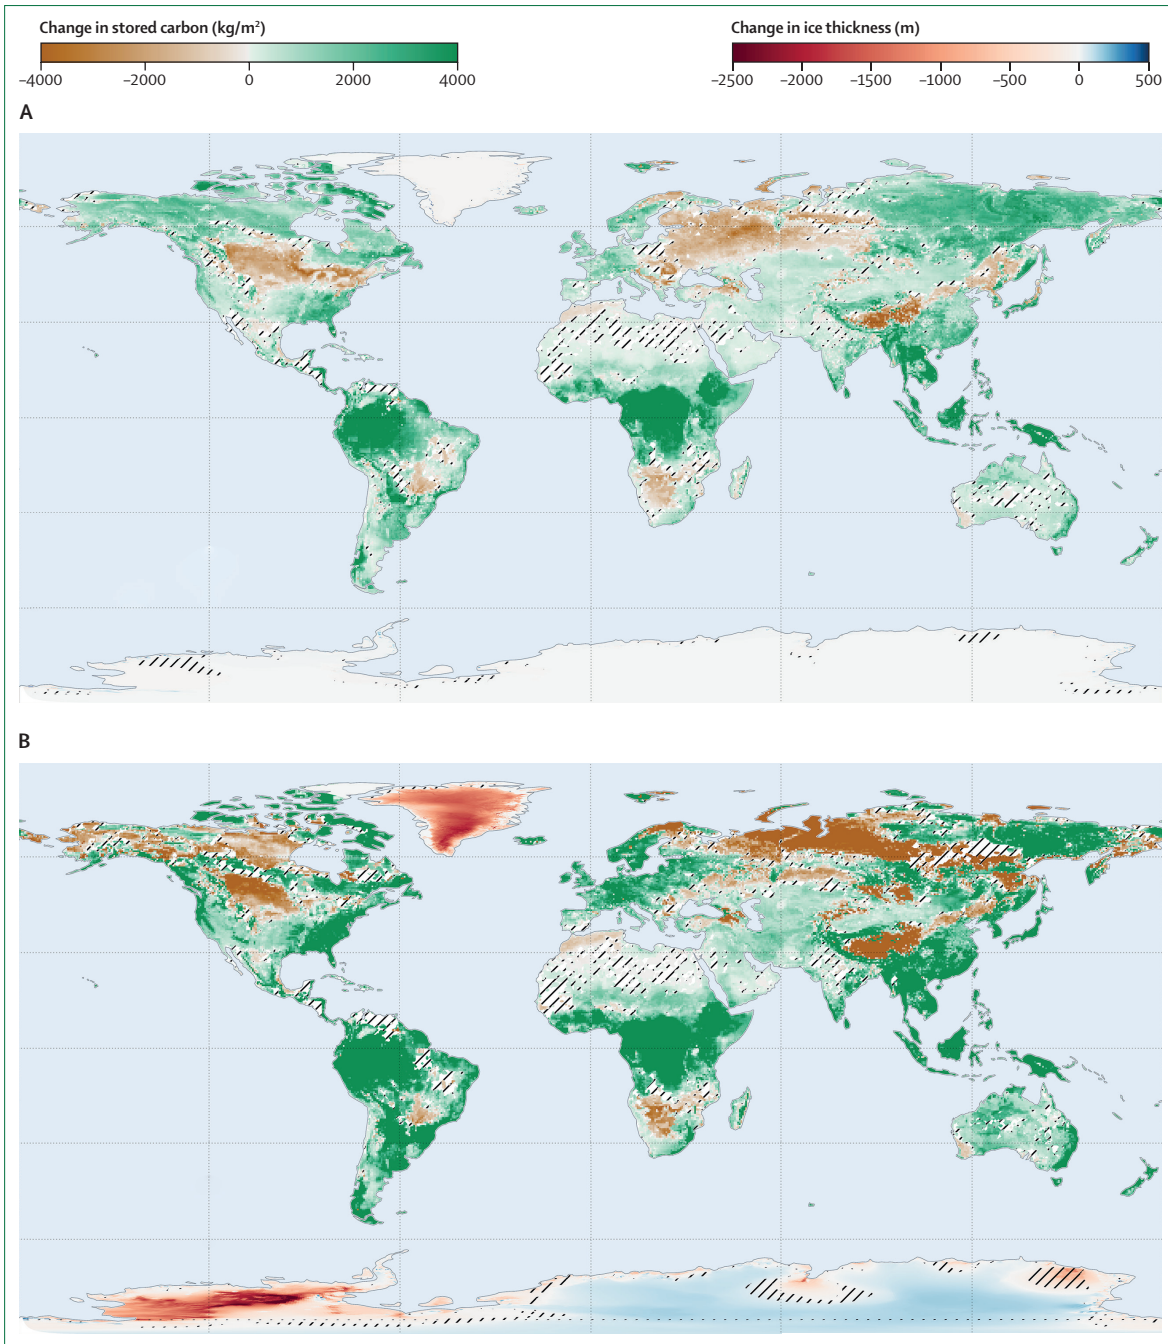 Change in stored carbon (kg/m²)
−4000 −2000 0 2000 4000
Change in ice thickness (m)
−2500 −2000 −1500 −1000 −500 0 500
A
B